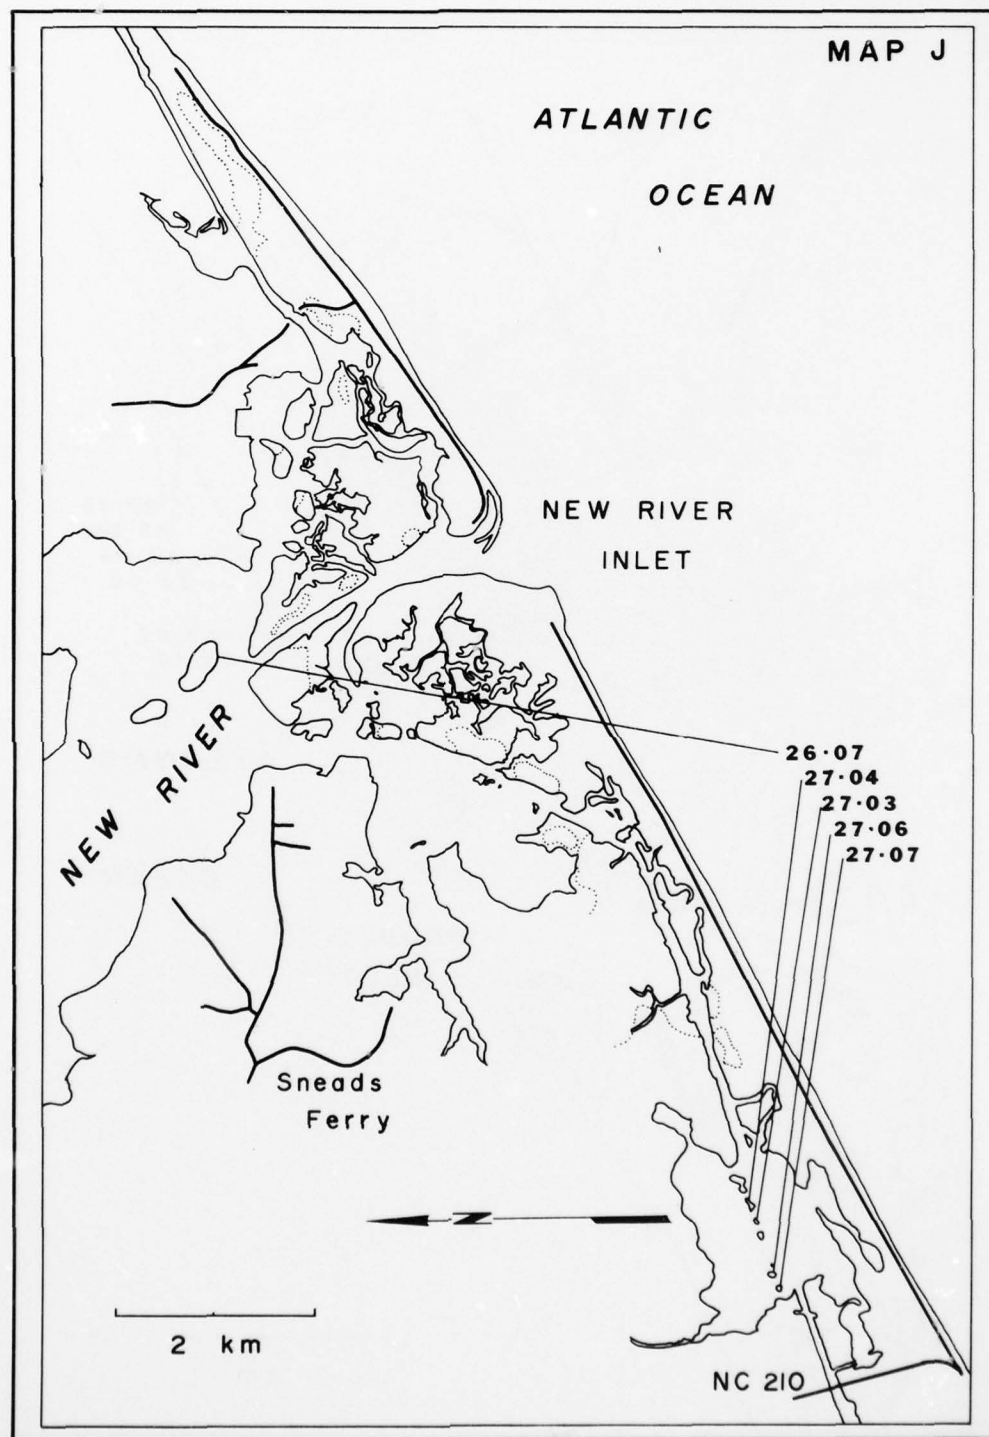 MAP J
ATLANTIC
OCEAN
NEW RIVER
INLET
NEW RIVER
26·07
27·04
27·03
27·06
27·07
Sneads
Ferry
N
2 km
NC 210